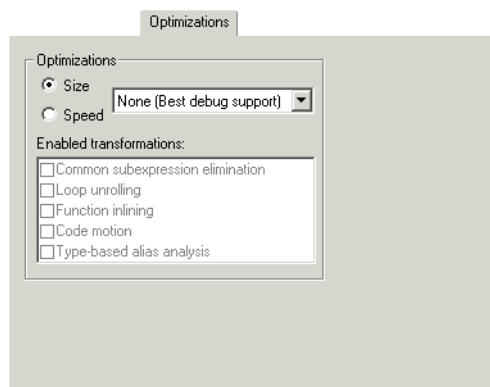 Optimizations
Optimizations
Size
None (Best debug support)
Speed
Enabled transformations:
Common subexpression elimination
Loop unrolling
Function inlining
Code motion
Type-based alias analysis